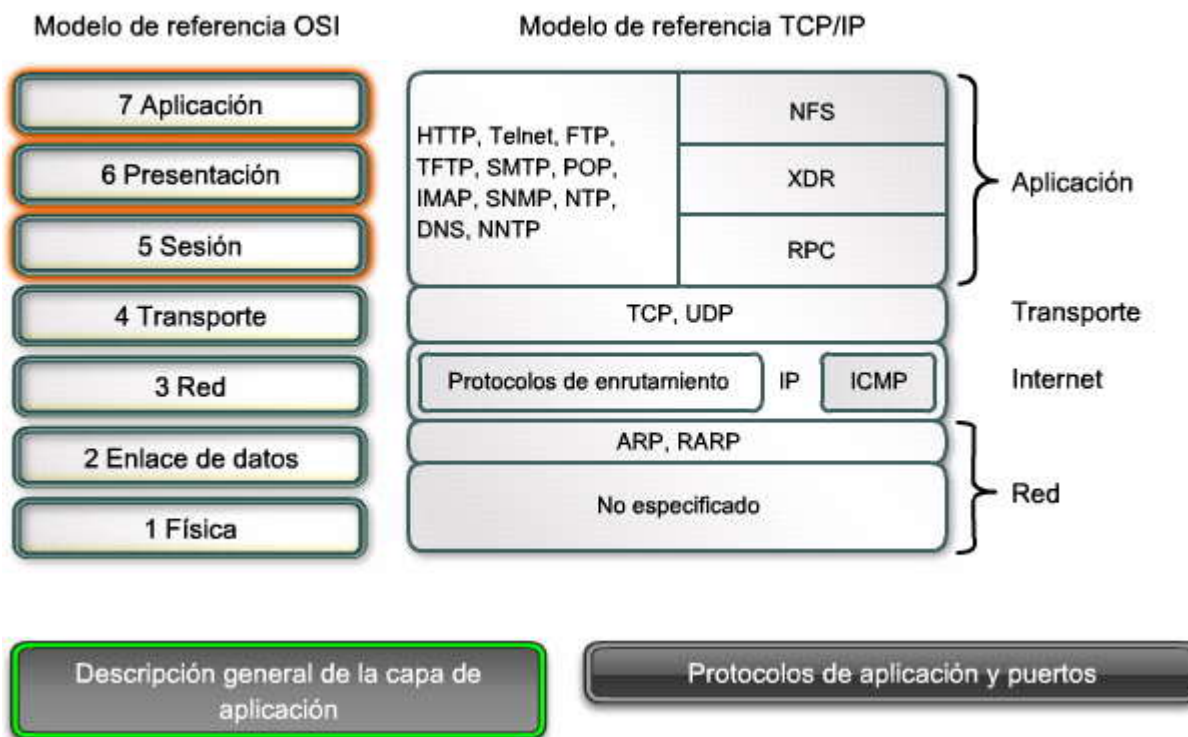 Modelo de referencia OSI
Modelo de referencia TCP/IP
7 Aplicación
6 Presentación
5 Sesión
4 Transporte
3 Red
2 Enlace de datos
1 Física
HTTP, Telnet, FTP,
TFTP, SMTP, POP,
IMAP, SNMP, NTP,
DNS, NNTP
NFS
XDR
RPC
Aplicación
TCP, UDP
Transporte
Protocolos de enrutamiento
IP
ICMP
Internet
ARP, RARP
No especificado
Red
Descripción general de la capa de
aplicación
Protocolos de aplicación y puertos